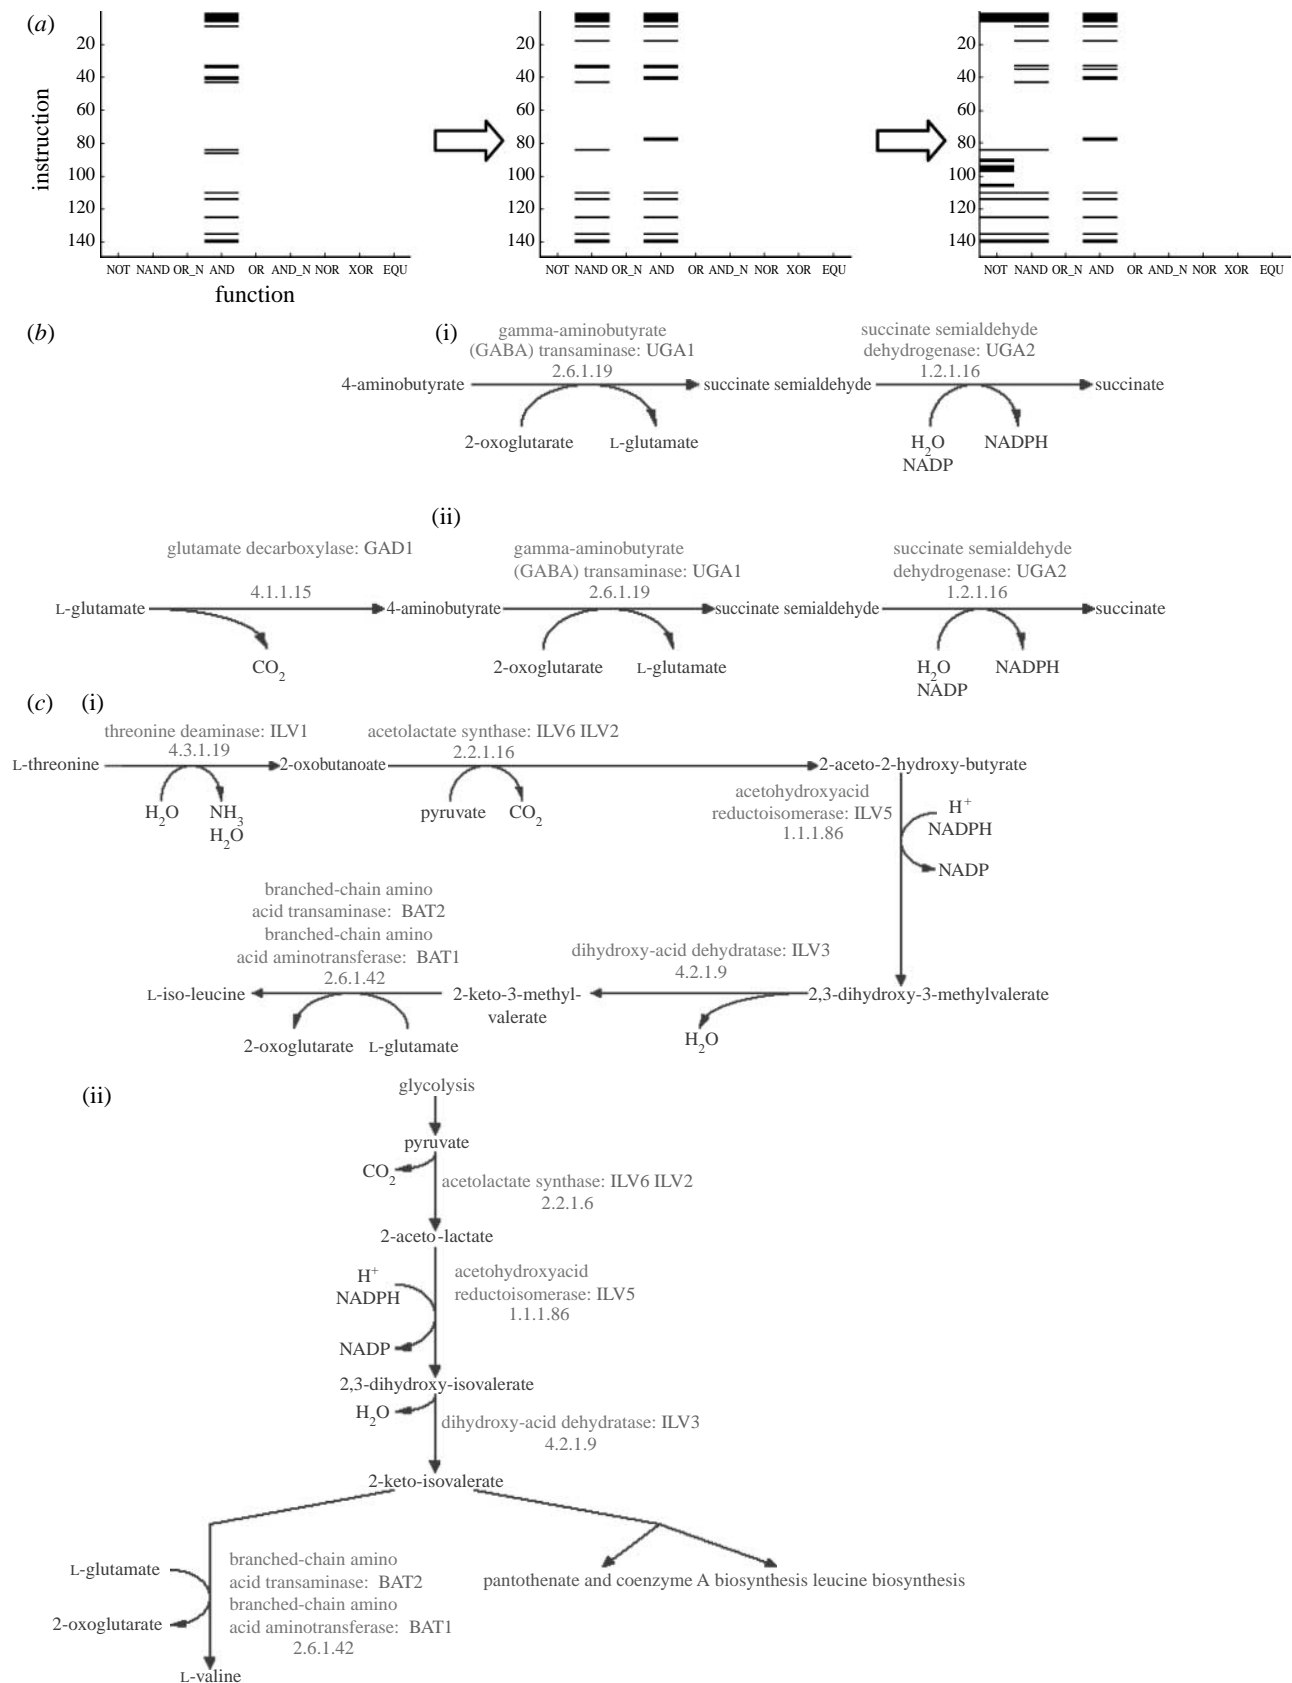 (a)
20
40
60
80
100
120
140
instruction
NOT NAND OR_N AND OR AND_N NOR XOR EQU
function
20
40
60
80
100
120
140
NOT NAND OR_N AND OR AND_N NOR XOR EQU
20
40
60
80
100
120
140
NOT NAND OR_N AND OR AND_N NOR XOR EQU
(b)
(i)
gamma-aminobutyrate
(GABA) transaminase: UGA1
2.6.1.19
succinate semialdehyde
dehydrogenase: UGA2
1.2.1.16
4-aminobutyrate
succinate semialdehyde
succinate
2-oxoglutarate
L-glutamate
H2O
NADP
NADPH
(ii)
glutamate decarboxylase: GAD1
4.1.1.15
gamma-aminobutyrate
(GABA) transaminase: UGA1
2.6.1.19
succinate semialdehyde
dehydrogenase: UGA2
1.2.1.16
L-glutamate
4-aminobutyrate
succinate semialdehyde
succinate
CO2
2-oxoglutarate
L-glutamate
H2O
NADP
NADPH
(c) (i)
threonine deaminase: ILV1
4.3.1.19
acetolactate synthase: ILV6 ILV2
2.2.1.16
L-threonine
2-oxobutanoate
2-aceto-2-hydroxy-butyrate
H2O
NH3
H2O
pyruvate
CO2
acetohydroxyacid
reductoisomerase: ILV5
1.1.1.86
H+
NADPH
NADP
branched-chain amino
acid transaminase: BAT2
branched-chain amino
acid aminotransferase: BAT1
2.6.1.42
dihydroxy-acid dehydratase: ILV3
4.2.1.9
L-iso-leucine
2-keto-3-methyl-
valerate
2,3-dihydroxy-3-methylvalerate
2-oxoglutarate
L-glutamate
H2O
(ii)
glycolysis
pyruvate
CO2
acetolactate synthase: ILV6 ILV2
2.2.1.6
2-aceto-lactate
H+
NADPH
acetohydroxyacid
reductoisomerase: ILV5
1.1.1.86
NADP
2,3-dihydroxy-isovalerate
H2O
dihydroxy-acid dehydratase: ILV3
4.2.1.9
2-keto-isovalerate
L-glutamate
2-oxoglutarate
branched-chain amino
acid transaminase: BAT2
branched-chain amino
acid aminotransferase: BAT1
2.6.1.42
pantothenate and coenzyme A biosynthesis leucine biosynthesis
L-valine